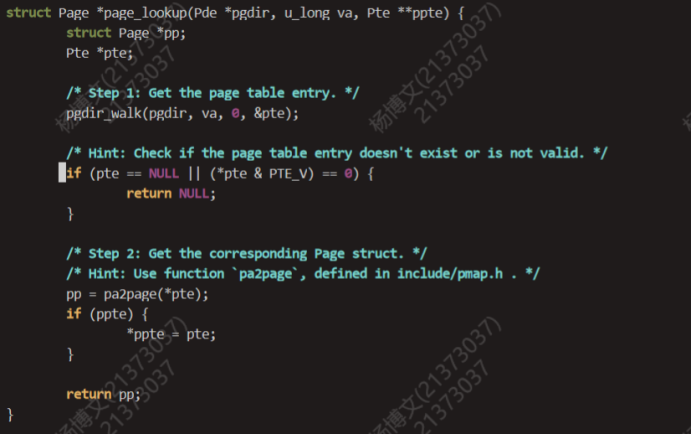 struct Page *page_lookup(Pde *pgdir, u_long va, Pte **ppte) {
struct Page *pp;
Pte *pte;
/* Step 1: Get the page table entry. */
pgdir_walk(pgdir, va, 0, &pte);
/* Hint: Check if the page table entry doesn't exist or is not valid. */
if (pte == NULL || (*pte & PTE_V) == 0) {
return NULL;
}
/* Step 2: Get the corresponding Page struct. */
/* Hint: Use function `pa2page`, defined in include/pmap.h . */
pp = pa2page(*pte);
if (ppte) {
*ppte = pte;
}
return pp;
}
杨博文(21373037)
21373037
杨博文(21373037)
21373037
杨博文(21373037)
21373037
杨博文(21373037)
21373037